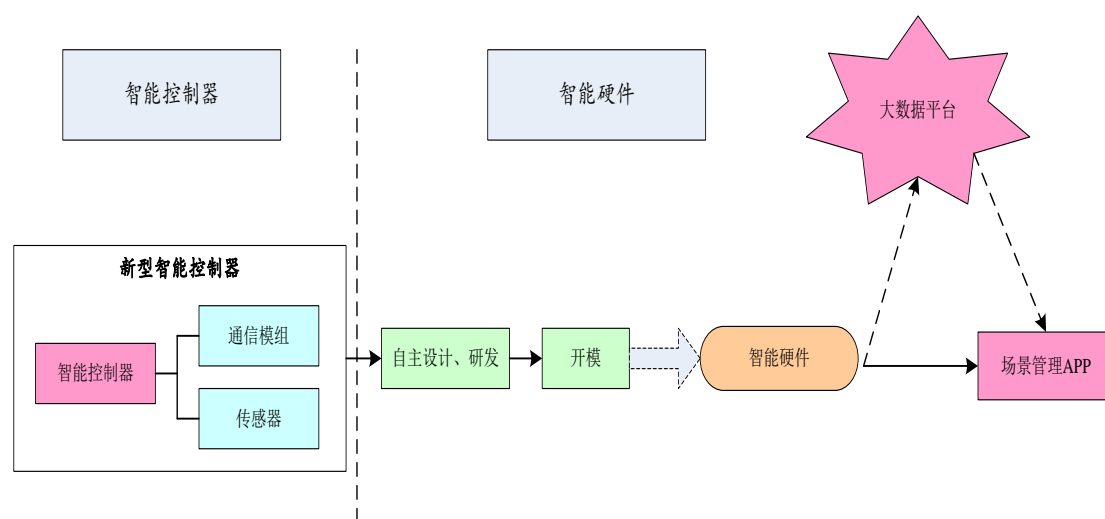 智能控制器
智能硬件
大数据平台
新型智能控制器
通信模组
智能控制器
传感器
自主设计、研发
开模
智能硬件
场景管理APP